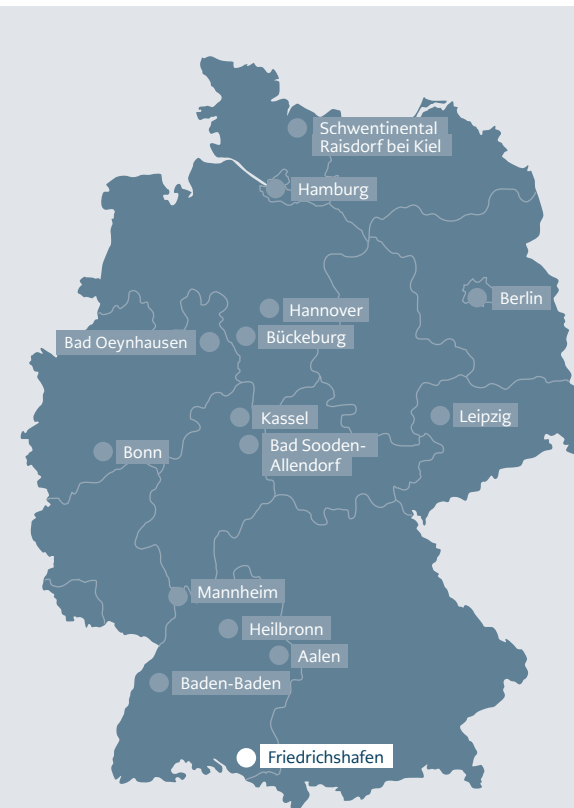 Schwentinental
Raisdorf bei Kiel
Hamburg
Berlin
Hannover
Bückeburg
Bad Oeynhausen
Kassel
Leipzig
Bad Sooden-
Allendorf
Bonn
Mannheim
Heilbronn
Aalen
Baden-Baden
Friedrichshafen